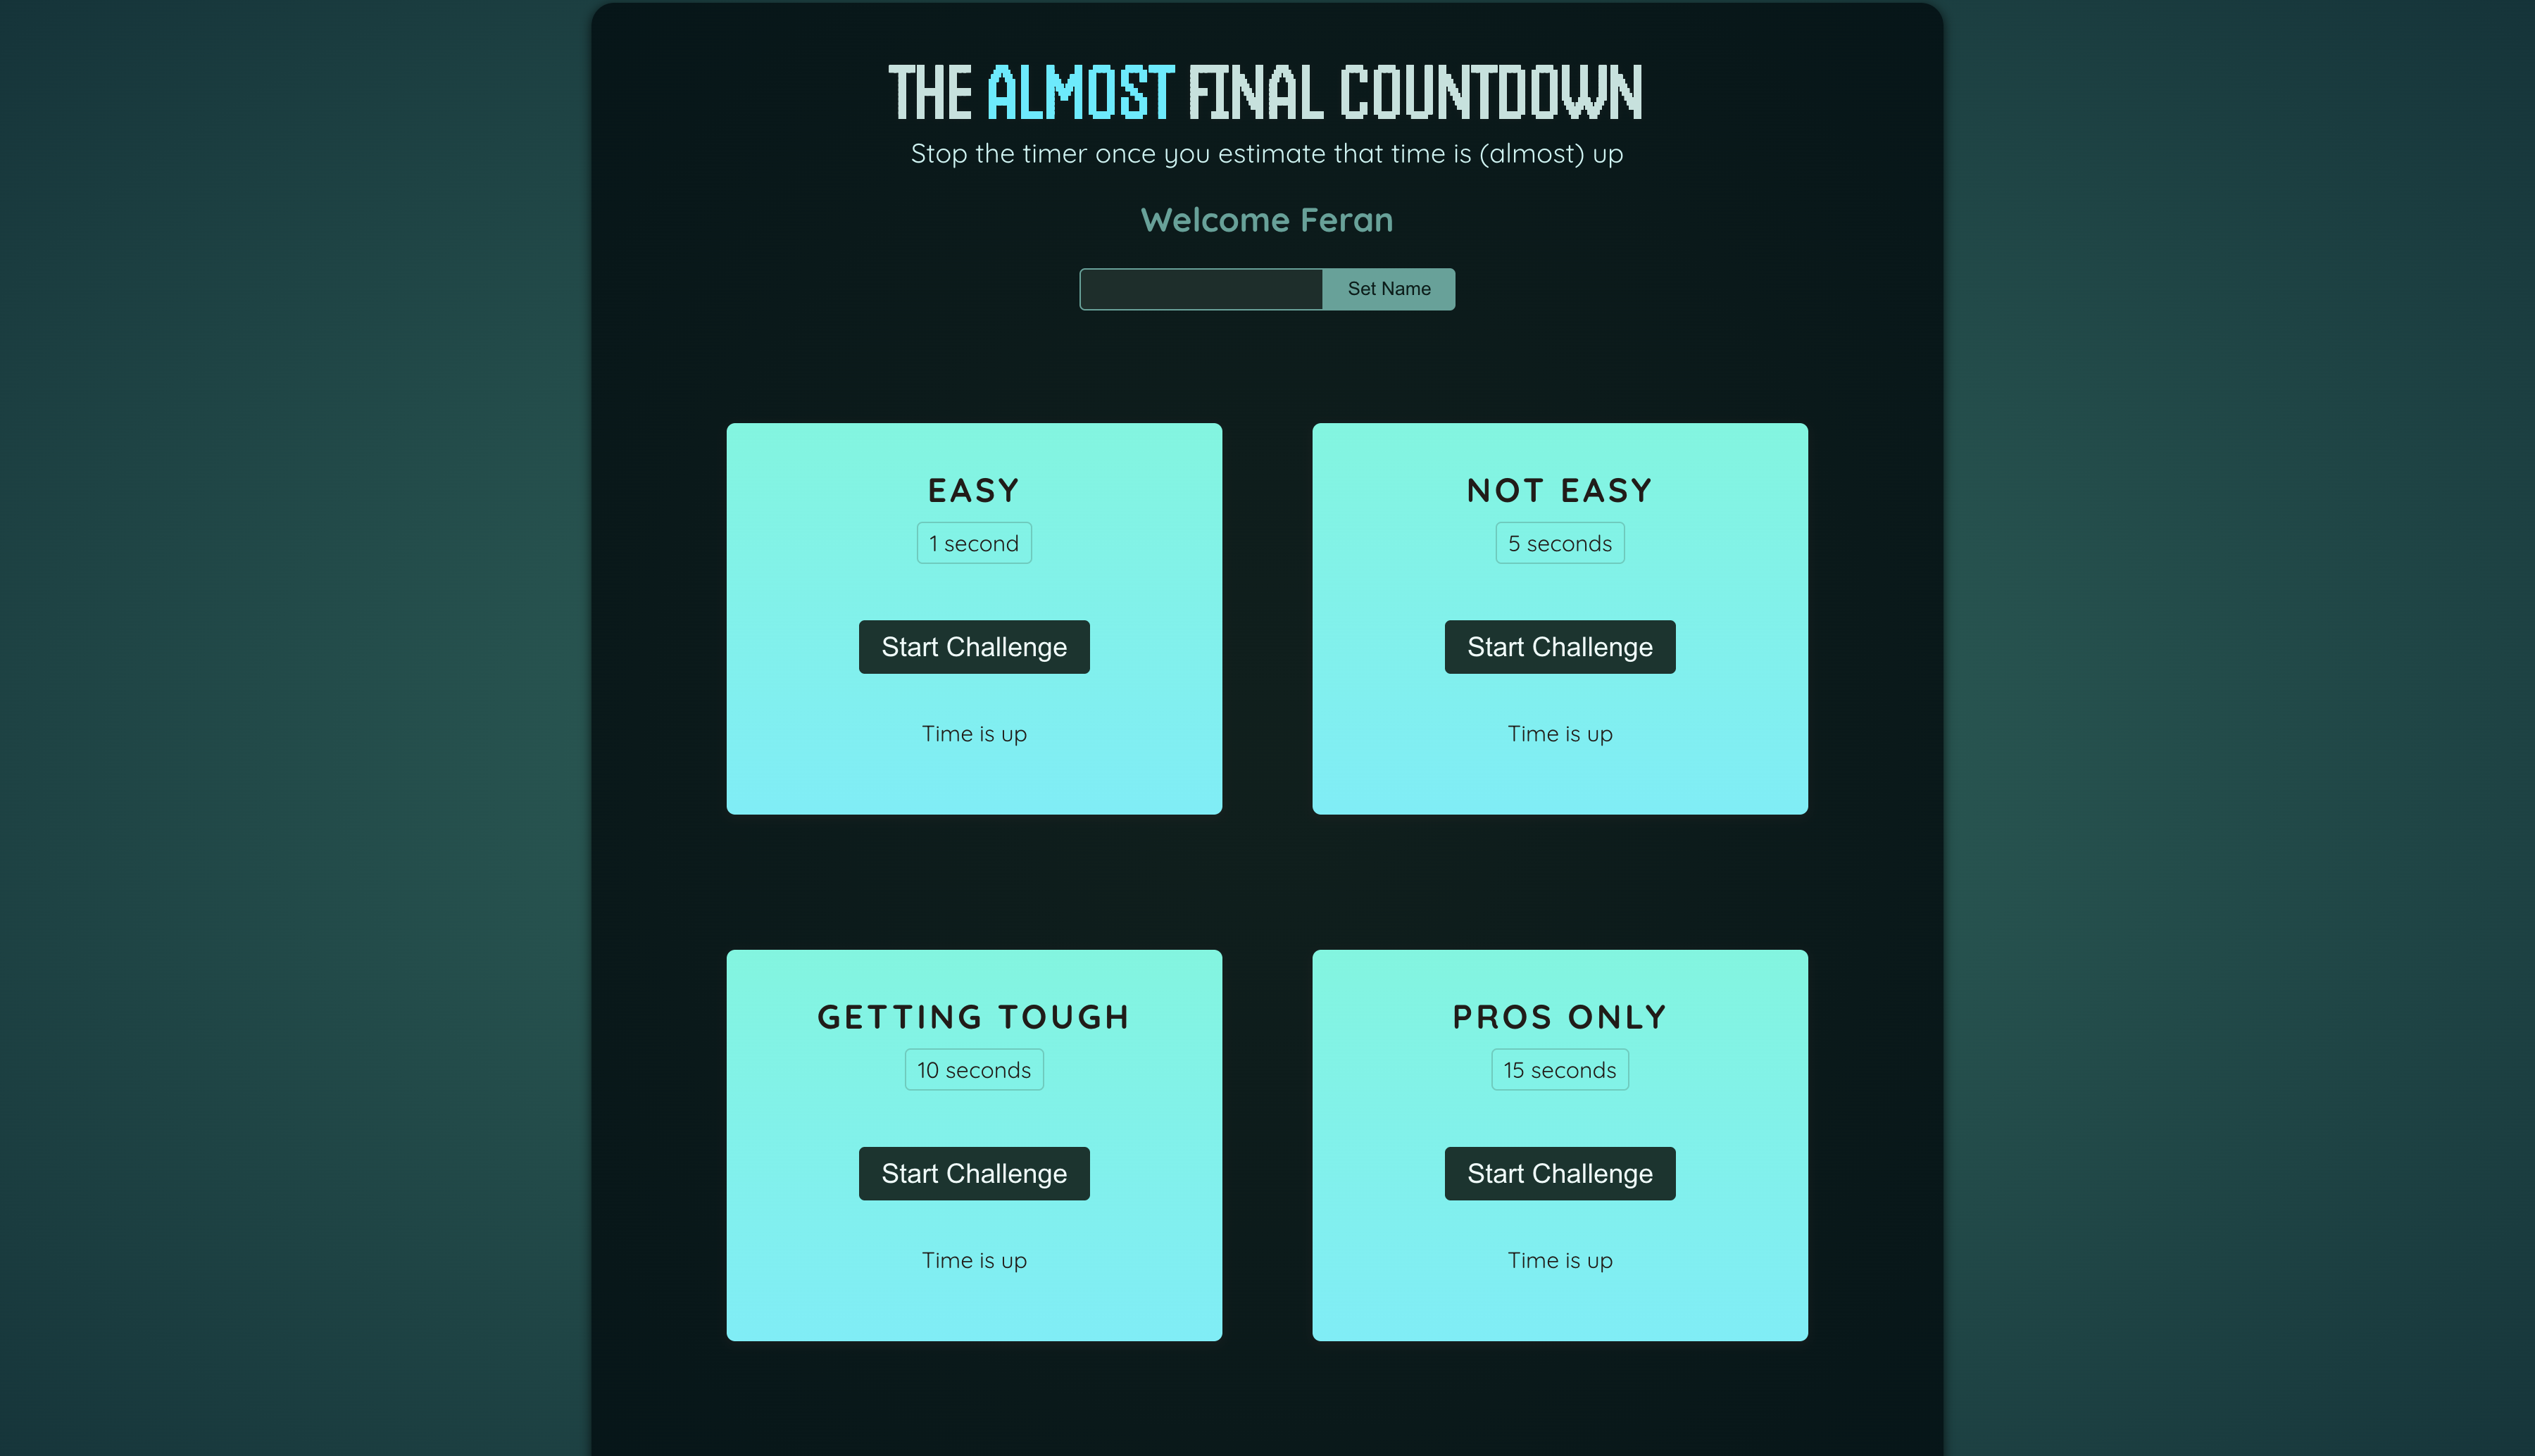 THE ALMOST FINAL COUNTDOWN
Stop the timer once you estimate that time is (almost) up
Welcome Feran
Set Name
EASY
1 second
Start Challenge
Time is up
NOT EASY
5 seconds
Start Challenge
Time is up
GETTING TOUGH
10 seconds
Start Challenge
Time is up
PROS ONLY
15 seconds
Start Challenge
Time is up